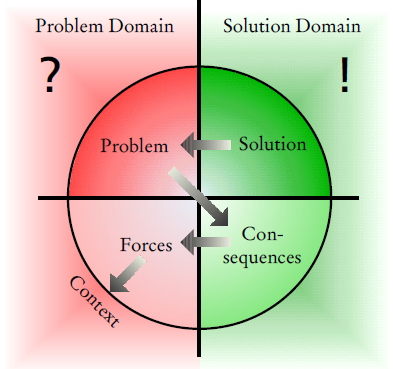 Problem Domain
Solution Domain
?
!
Problem
Solution
Forces
Con-
sequences
Context